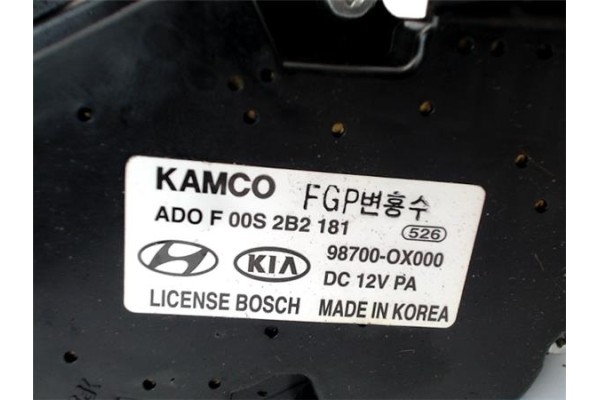 KAMCO FGP변흥수
ADO F 00S 2B2 181 526
KIA 98700-OX000
DC 12V PA
LICENSE BOSCH MADE IN KOREA